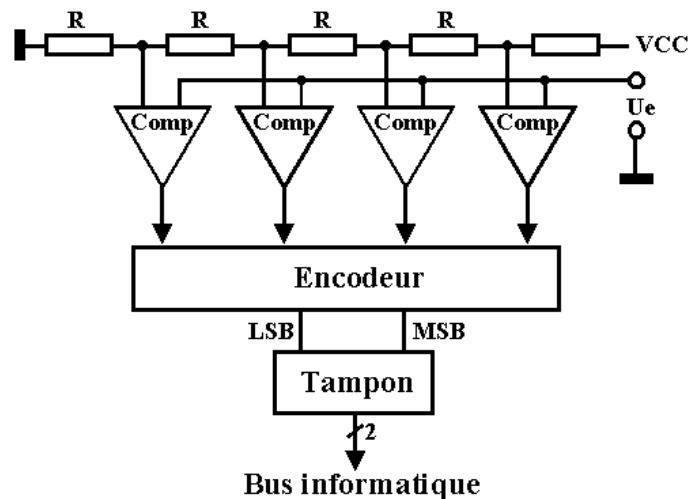 R R R R
VCC
Comp Comp Comp Comp
Ue
Encodeur
LSB MSB
Tampon
2
Bus informatique